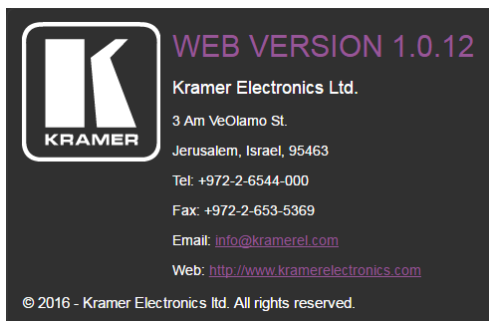 WEB VERSION 1.0.12
KRAMER
Kramer Electronics Ltd.
3 Am VeOlamo St.
Jerusalem, Israel, 95463
Tel: +972-2-6544-000
Fax: +972-2-653-5369
Email: info@kramerel.com
Web: http://www.kramerelectronics.com
© 2016 - Kramer Electronics ltd. All rights reserved.